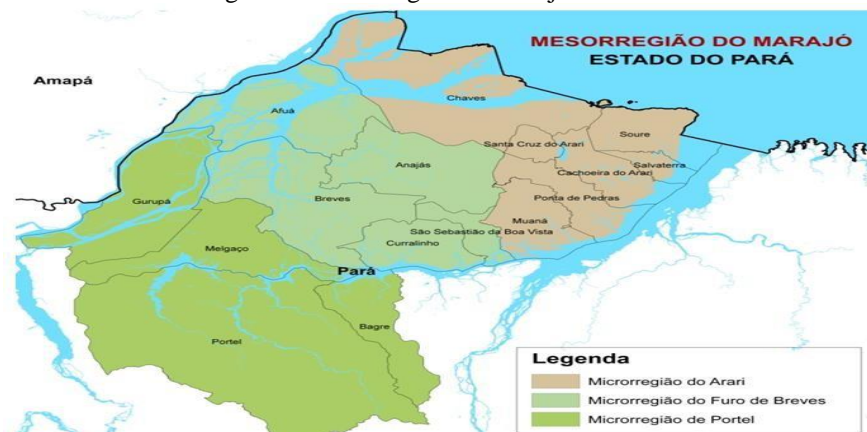 MESORREGIÃO DO MARAJÓ
ESTADO DO PARÁ
Amapá
Chaves
Afuá
Soure
Santa Cruz do Arari
Salvaterra
Anajás
Cachoeira do Arari
Gurupá
Breves
Ponta de Pedras
Muaná
São Sebastião da Boa Vista
Melgaço
Curralinho
Pará
Bagre
Portel
Legenda
Microrregião do Arari
Microrregião do Furo de Breves
Microrregião de Portel